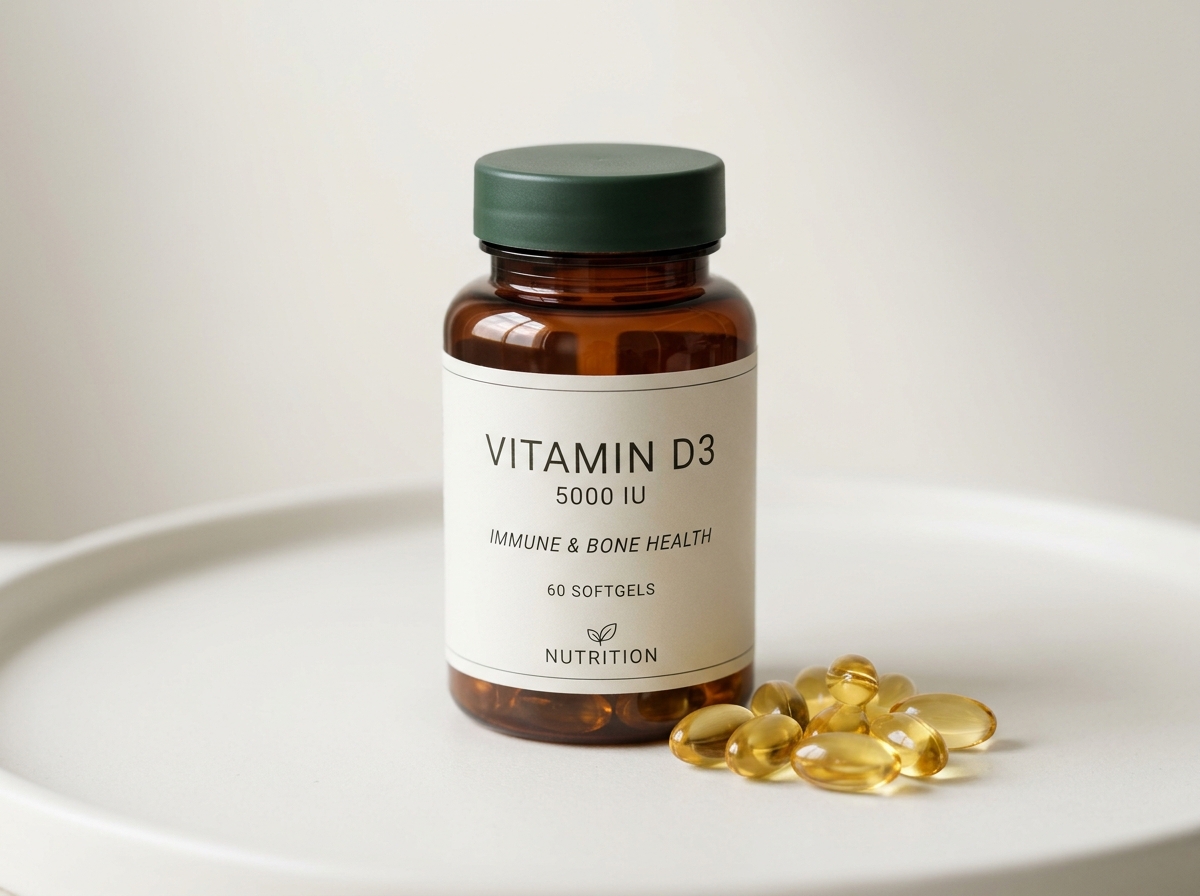 VITAMIN D3
5000 IU
IMMUNE & BONE HEALTH
60 SOFTGELS
NUTRITION